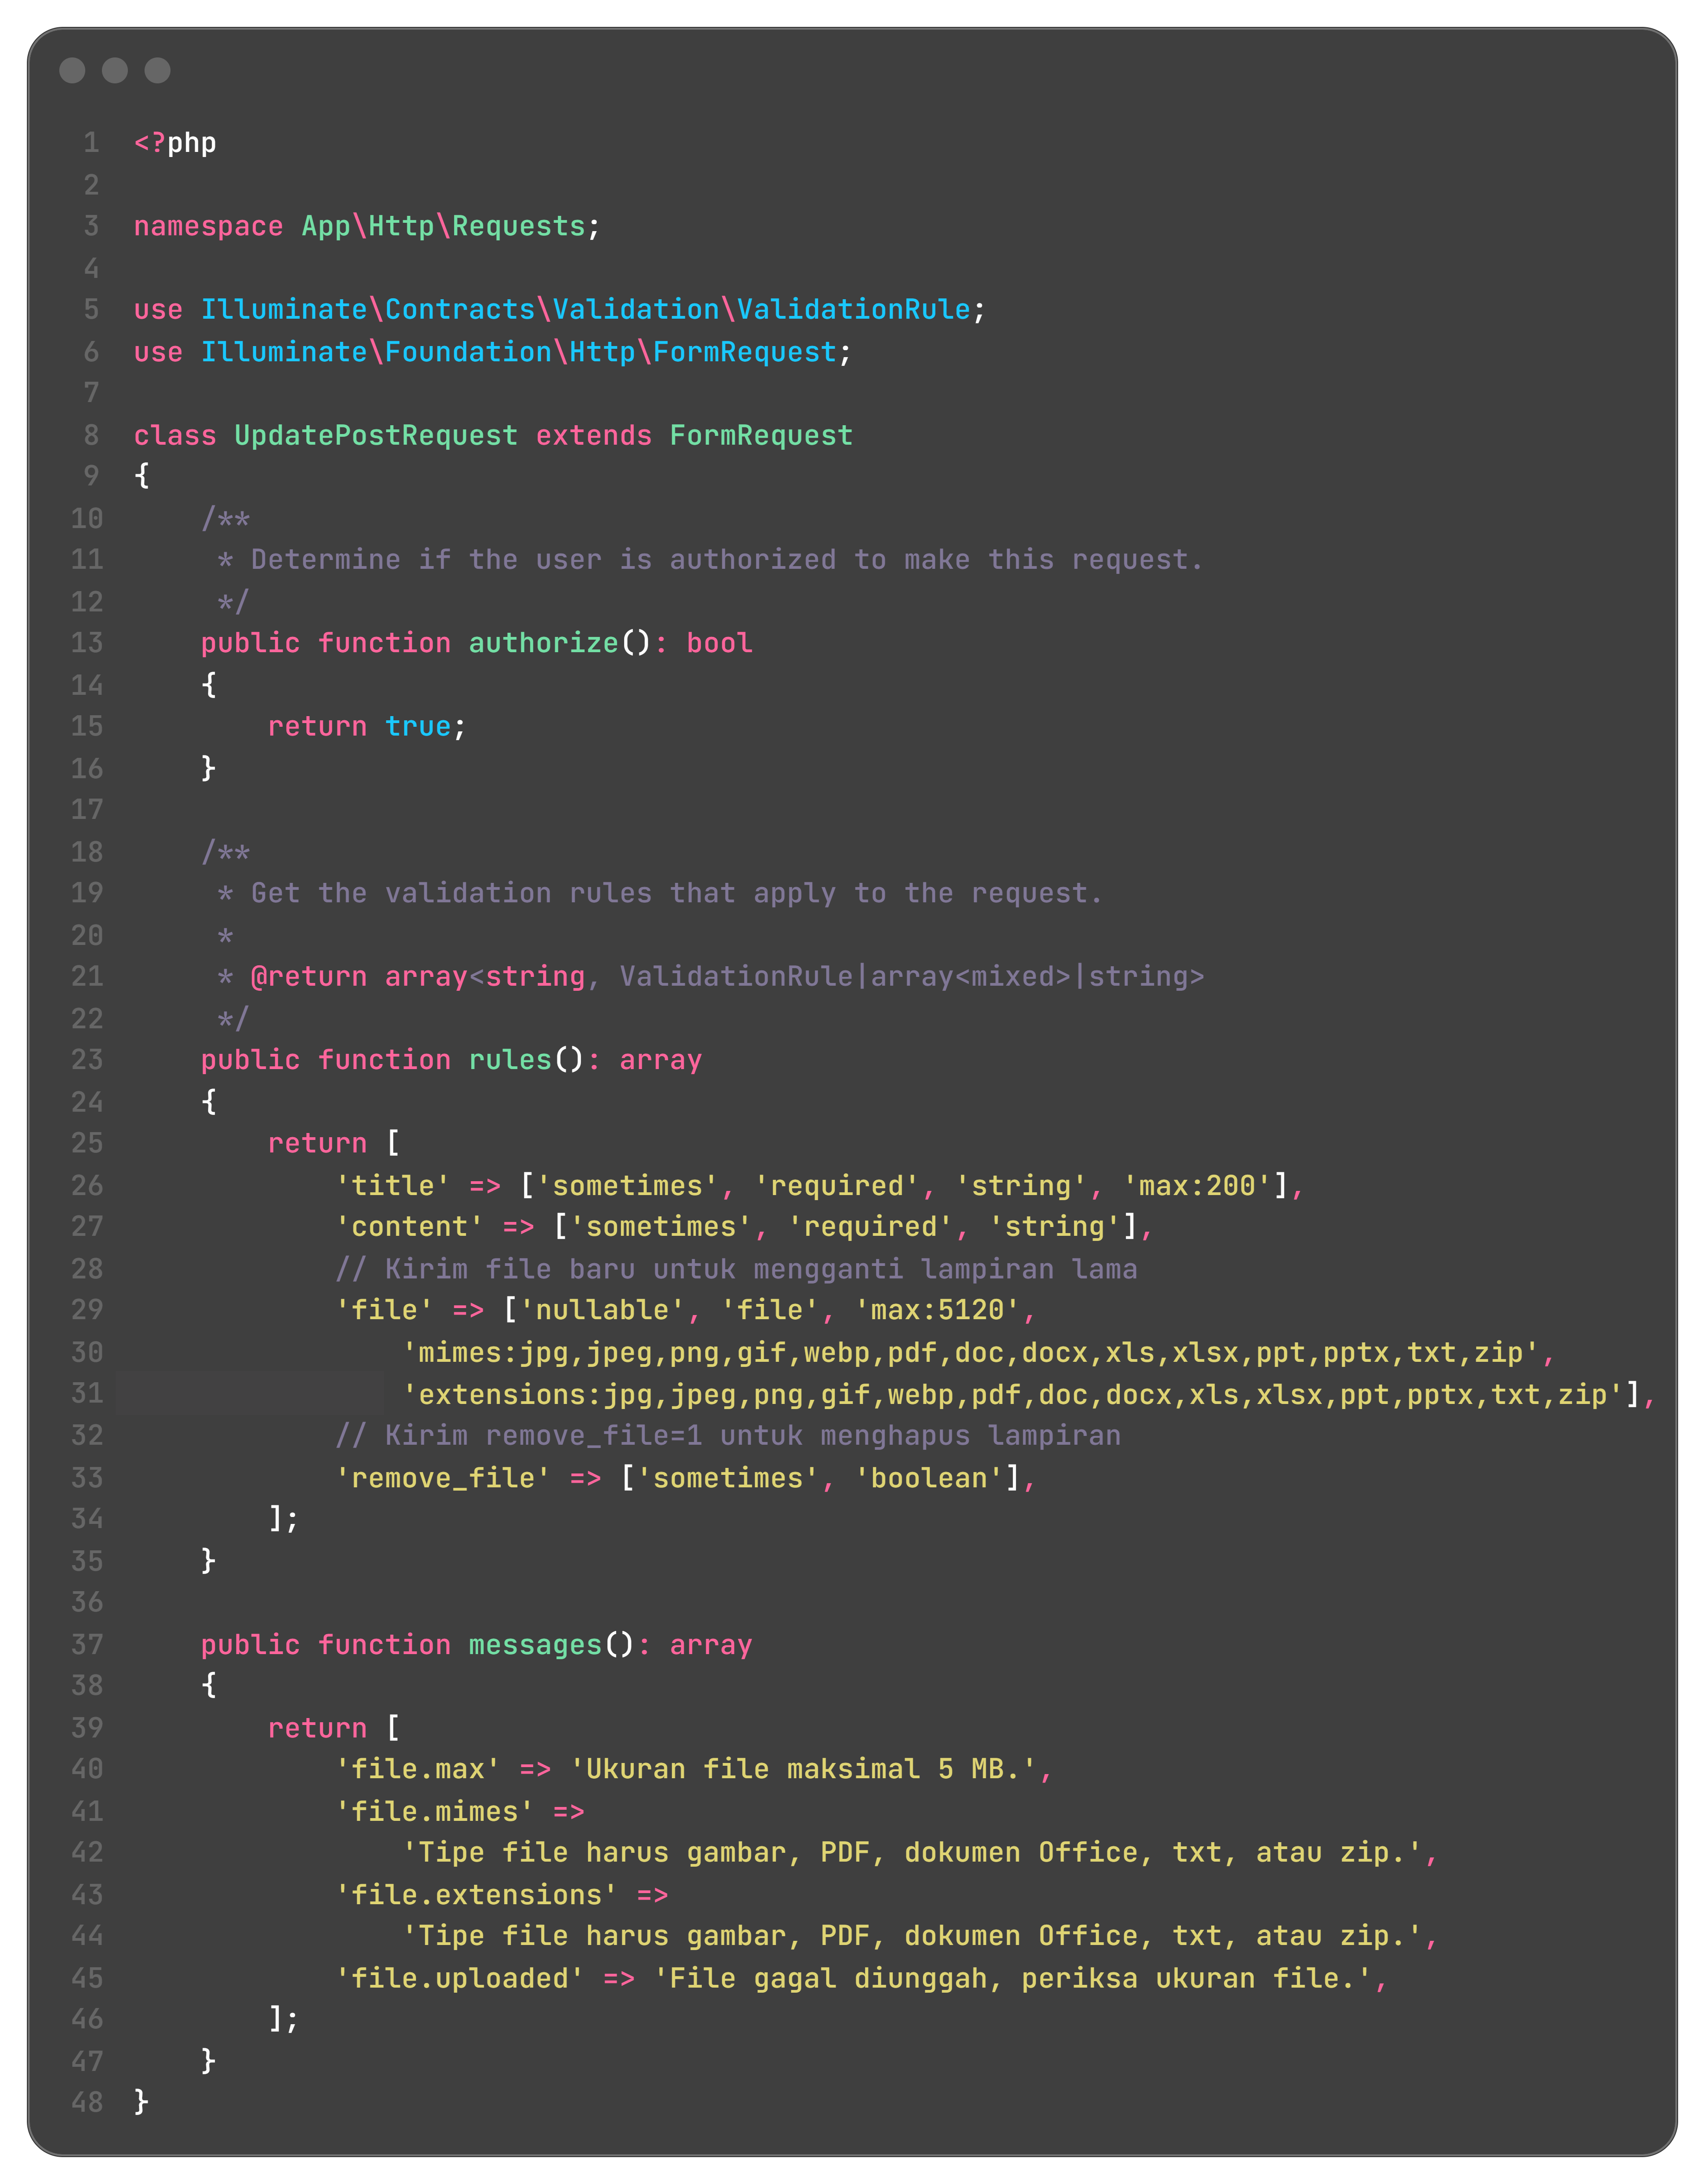 1 <?php
2
3 namespace App\Http\Requests;
4
5 use Illuminate\Contracts\Validation\ValidationRule;
6 use Illuminate\Foundation\Http\FormRequest;
7
8 class UpdatePostRequest extends FormRequest
9 {
10     /**
11      * Determine if the user is authorized to make this request.
12      */
13     public function authorize(): bool
14     {
15         return true;
16     }
17
18     /**
19      * Get the validation rules that apply to the request.
20      *
21      * @return array<string, ValidationRule|array<mixed>|string>
22      */
23     public function rules(): array
24     {
25         return [
26             'title' => ['sometimes', 'required', 'string', 'max:200'],
27             'content' => ['sometimes', 'required', 'string'],
28             // Kirim file baru untuk mengganti lampiran lama
29             'file' => ['nullable', 'file', 'max:5120',
30                 'mimes:jpg,jpeg,png,gif,webp,pdf,doc,docx,xls,xlsx,ppt,pptx,txt,zip',
31                 'extensions:jpg,jpeg,png,gif,webp,pdf,doc,docx,xls,xlsx,ppt,pptx,txt,zip'],
32             // Kirim remove_file=1 untuk menghapus lampiran
33             'remove_file' => ['sometimes', 'boolean'],
34         ];
35     }
36
37     public function messages(): array
38     {
39         return [
40             'file.max' => 'Ukuran file maksimal 5 MB.',
41             'file.mimes' =>
42                 'Tipe file harus gambar, PDF, dokumen Office, txt, atau zip.',
43             'file.extensions' =>
44                 'Tipe file harus gambar, PDF, dokumen Office, txt, atau zip.',
45             'file.uploaded' => 'File gagal diunggah, periksa ukuran file.',
46         ];
47     }
48 }